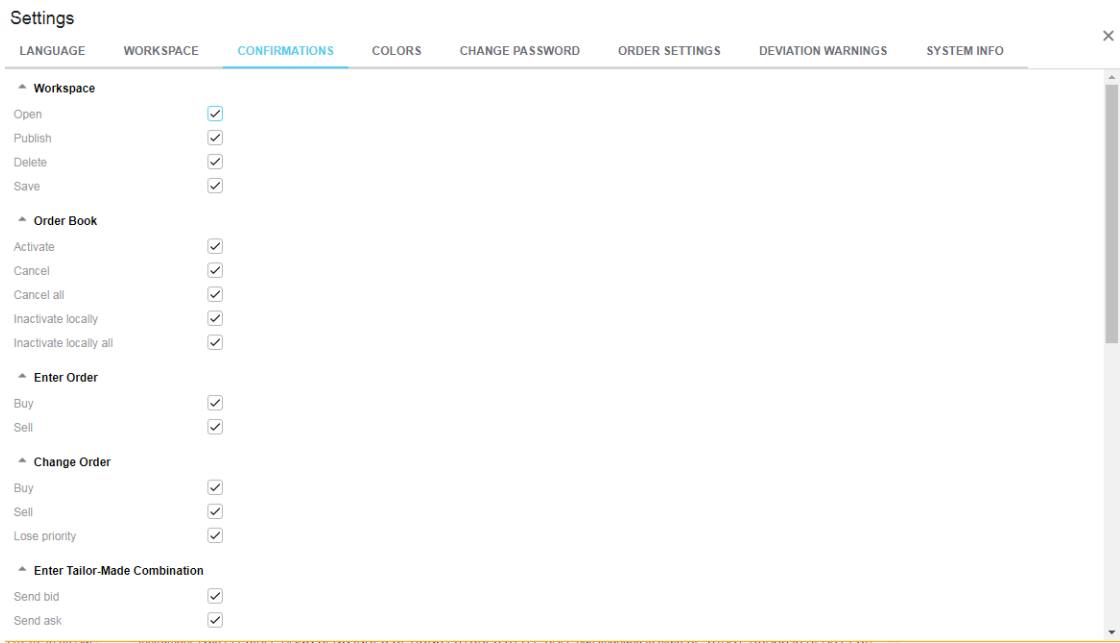 Settings
LANGUAGE WORKSPACE CONFIRMATIONS COLORS CHANGE PASSWORD ORDER SETTINGS DEVIATION WARNINGS SYSTEM INFO
Workspace
Open
Publish
Delete
Save
Order Book
Activate
Cancel
Cancel all
Inactivate locally
Inactivate locally all
Enter Order
Buy
Sell
Change Order
Buy
Sell
Lose priority
Enter Tailor-Made Combination
Send bid
Send ask